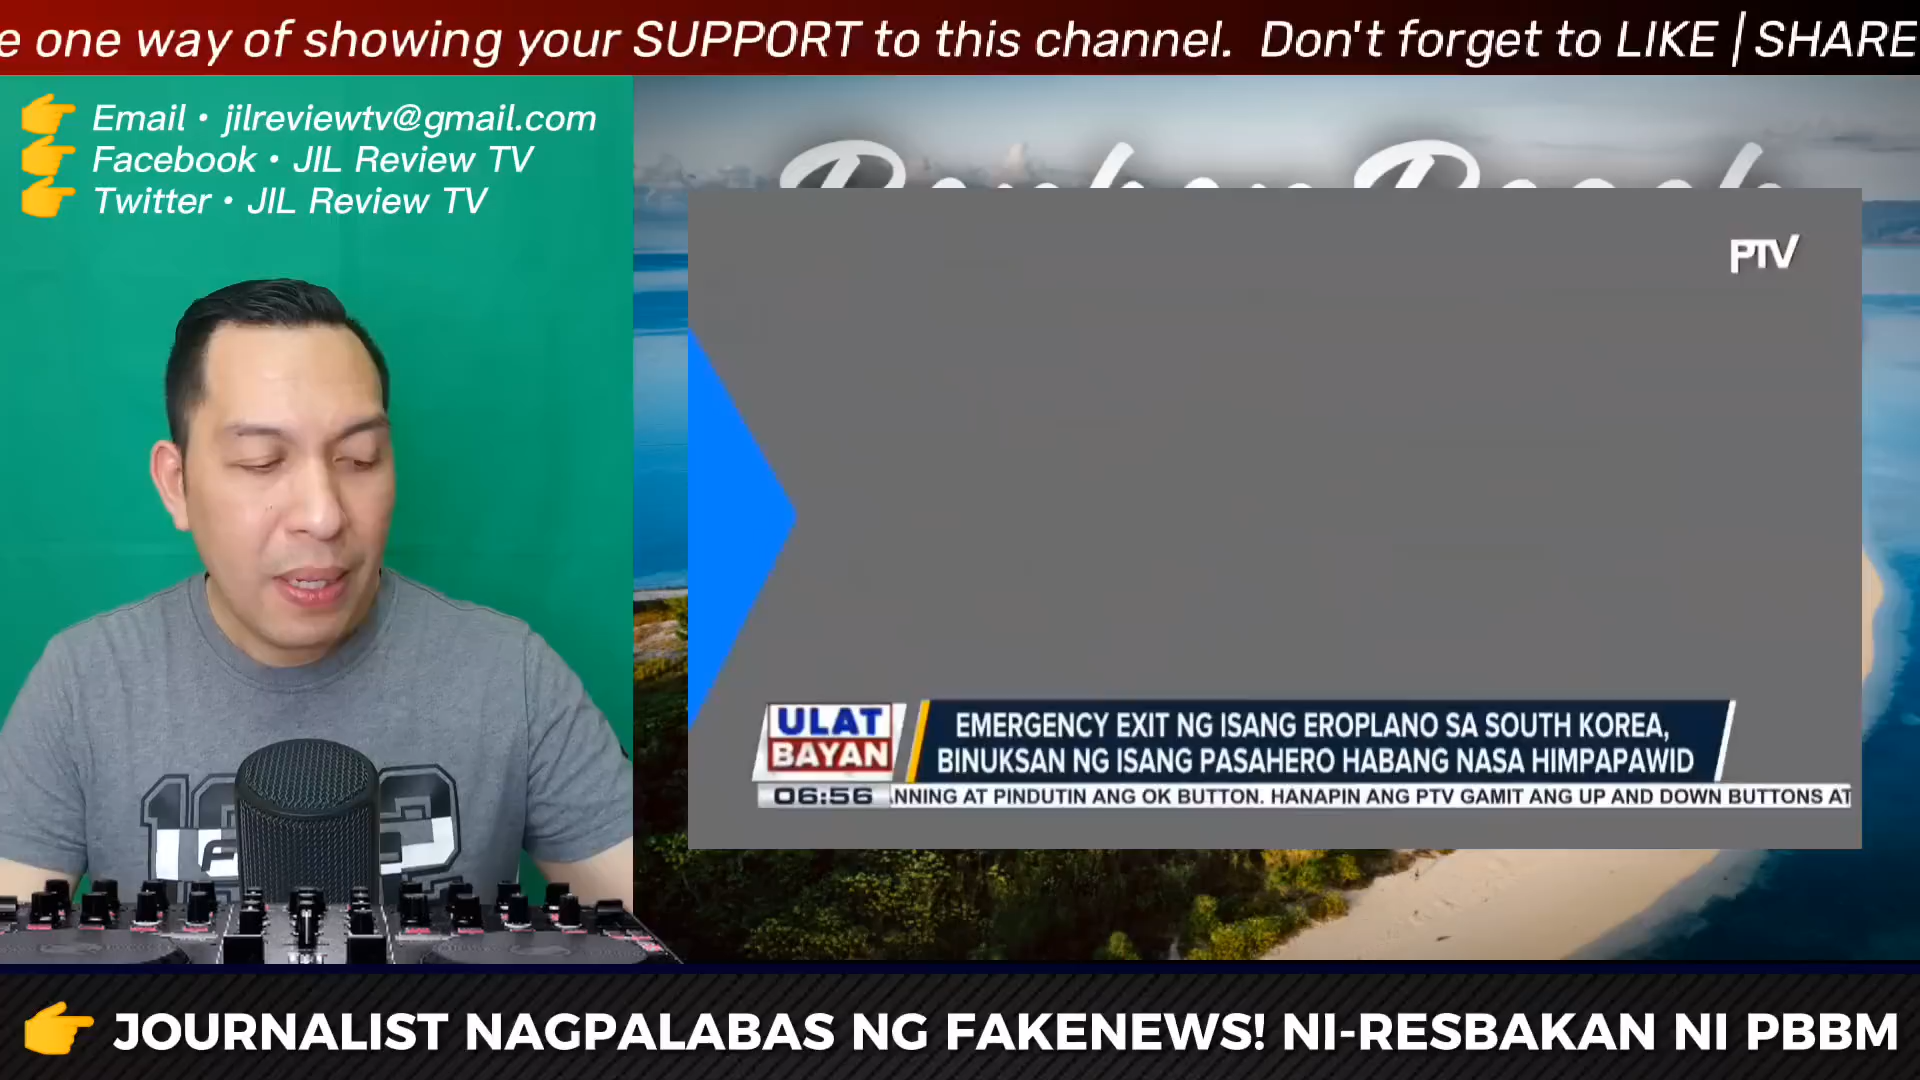 e one way of showing your SUPPORT to this channel. Don't forget to LIKE | SHARE
Email • jilreviewtv@gmail.com
Facebook • JIL Review TV
Twitter • JIL Review TV
PTV
ULAT
BAYAN
EMERGENCY EXIT NG ISANG EROPLANO SA SOUTH KOREA,
BINUKSAN NG ISANG PASAHERO HABANG NASA HIMPAPAWID
06:56
NNING AT PINDUTIN ANG OK BUTTON. HANAPIN ANG PTV GAMIT ANG UP AND DOWN BUTTONS AT
JOURNALIST NAGPALABAS NG FAKENEWS! NI-RESBAKAN NI PBBM